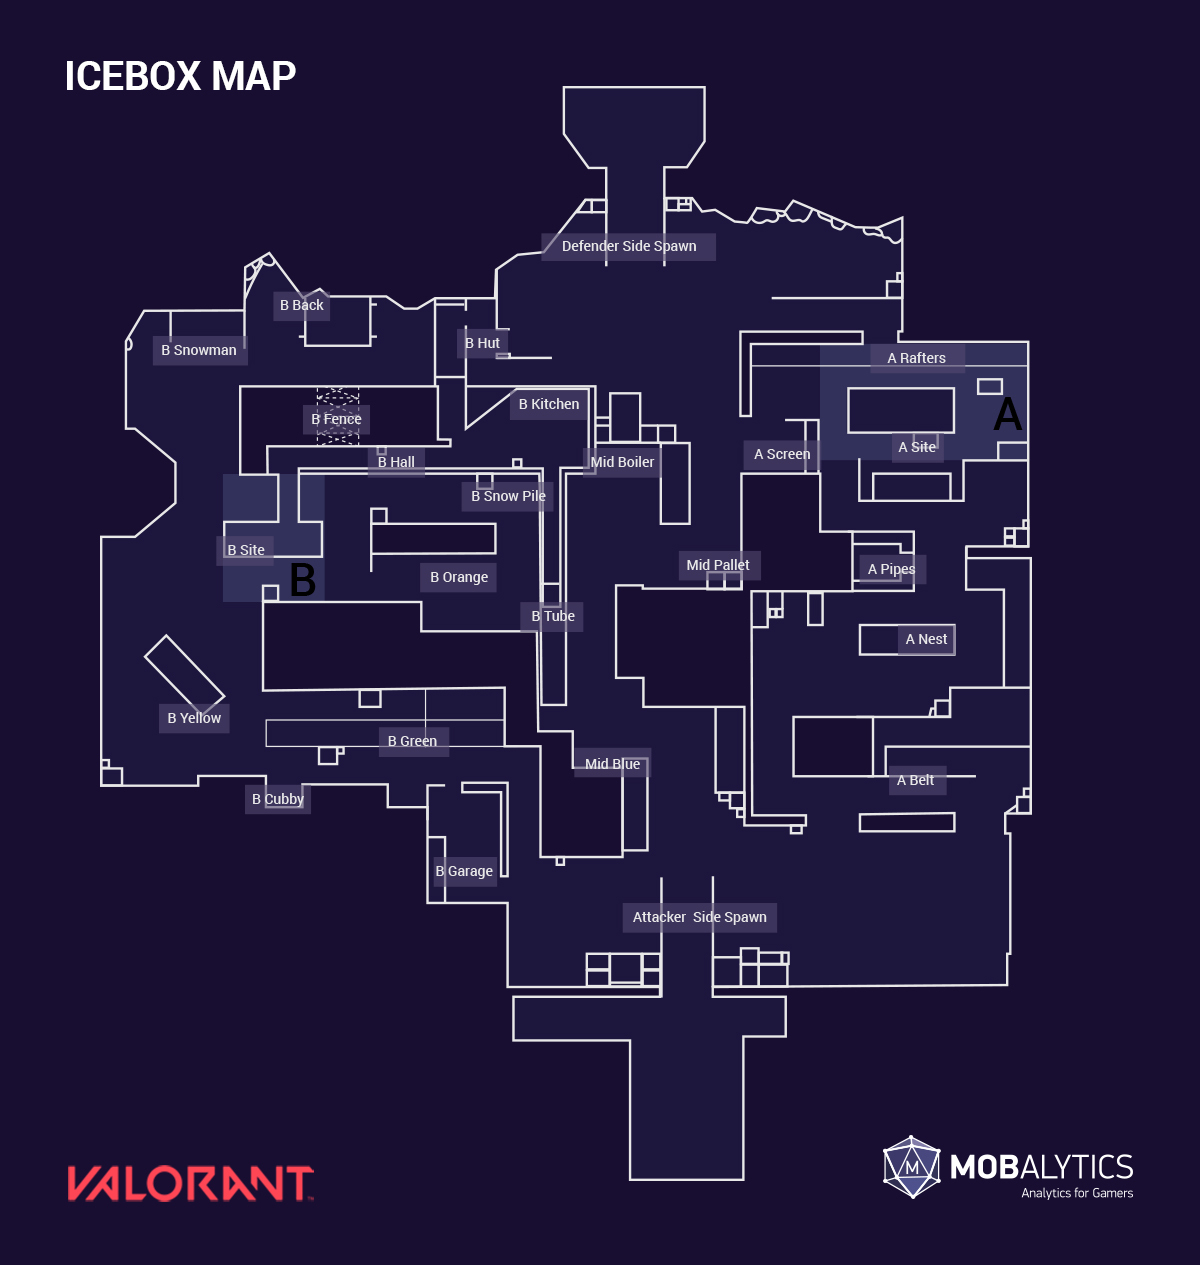 ICEBOX MAP
Defender Side Spawn
B Back
B Hut
B Snowman
A Rafters
B Kitchen
B Fence
A
A Site
A Screen
B Hall
Mid Boiler
B Snow Pile
B Site
Mid Pallet
A Pipes
B Orange
B
B Tube
A Nest
B Yellow
B Green
Mid Blue
A Belt
B Cubby
B Garage
Attacker  Side Spawn
VALORANT
M
MOBALYTICS
Analytics for Gamers